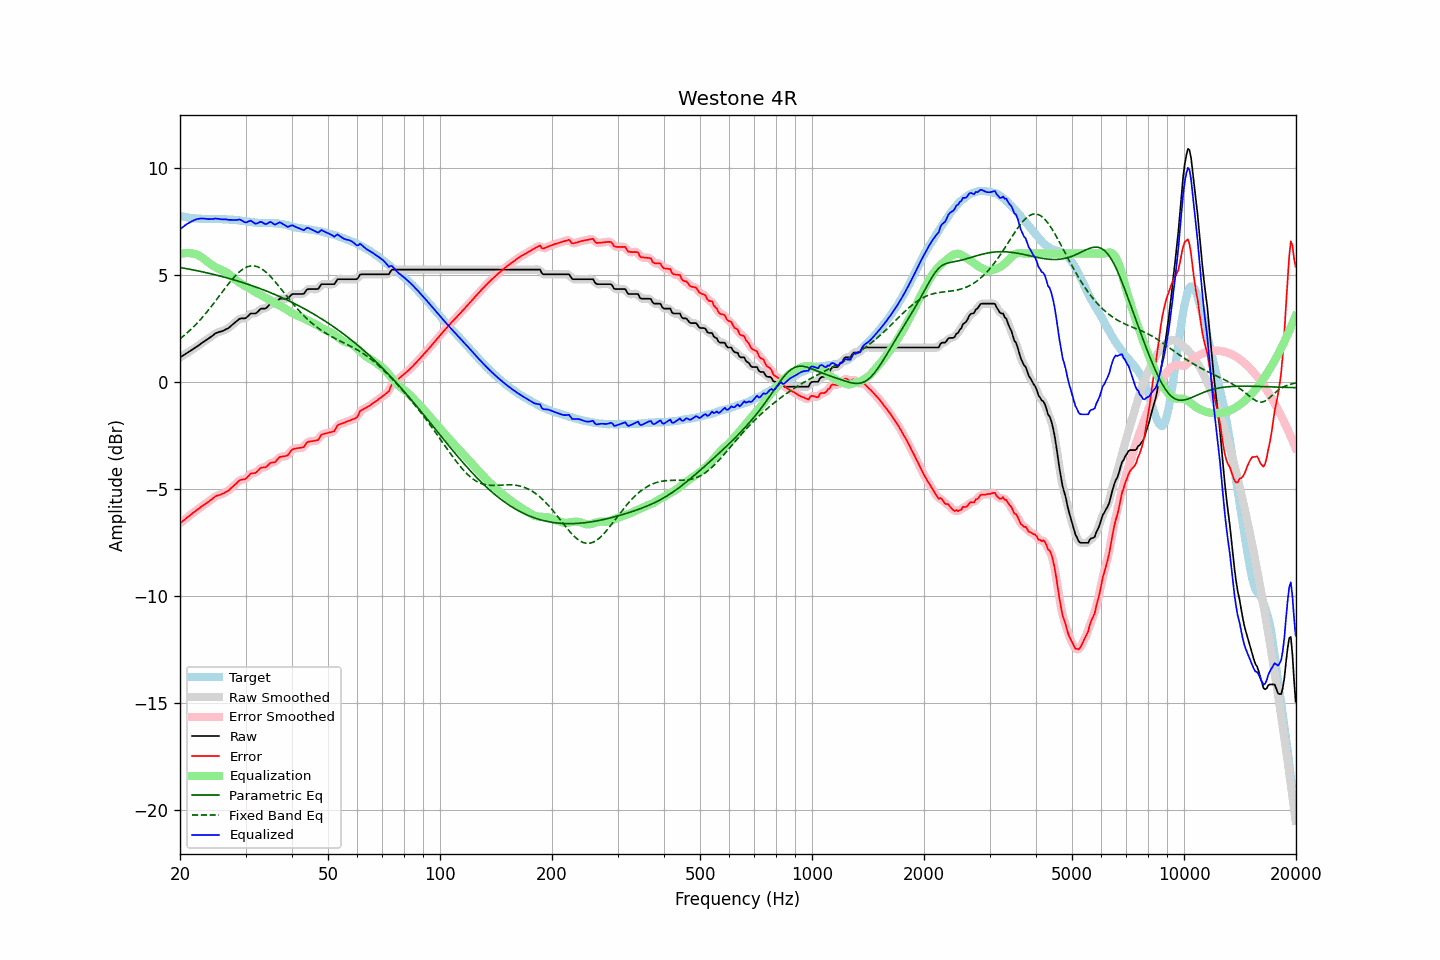 Westone 4R
Amplitude (dBr)
10
5
0
−5
−10
−15
−20
Target
Raw Smoothed
Error Smoothed
Raw
Error
Equalization
Parametric Eq
Fixed Band Eq
Equalized
20 50 100 200 500 1000 2000 5000 10000 20000
Frequency (Hz)